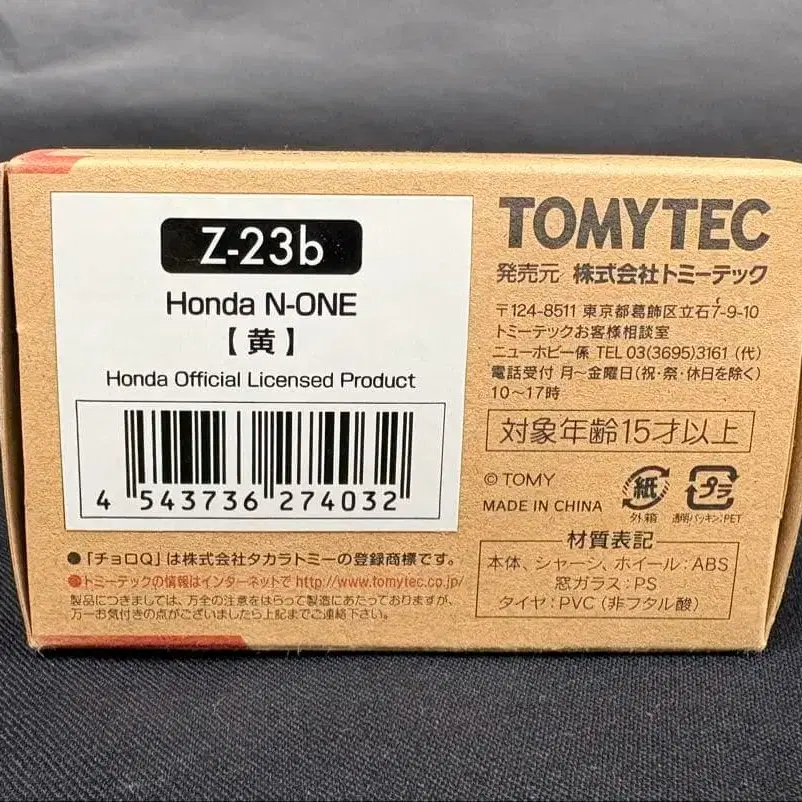 Z-23b
Honda N-ONE
【黄】
Honda Official Licensed Product
4 543736 274032
●「チョロQ」は株式会社タカラトミーの登録商標です。
●トミーテックの情報はインターネットで http://www.tomytec.co.jp/
製品につきましては、万全の注意をはらって製造にあたっておりますが、
万一お気付きの点がございましたら上記までご連絡下さい。
TOMYTEC
発売元 株式会社トミーテック
〒124-8511 東京都葛飾区立石7-9-10
トミーテックお客様相談室
ニューホビー係 TEL 03(3695)3161 (代)
電話受付 月~金曜日(祝・祭・休日を除く)
10~17時
対象年齢15才以上
© TOMY
MADE IN CHINA
紙
外箱
プラ
透明パッキン:PET
材質表記
本体、シャーシ、ホイール:ABS
窓ガラス:PS
タイヤ:PVC (非フタル酸)